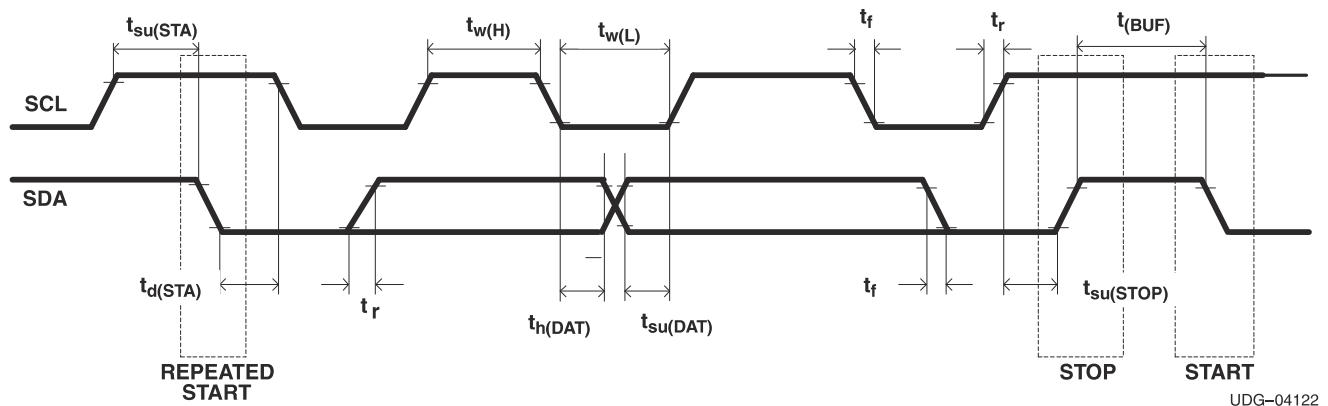 tsu(STA)
tw(H)
tw(L)
tf
tr
t(BUF)
SCL
SDA
td(STA)
tr
th(DAT)
tsu(DAT)
tf
tsu(STOP)
REPEATED
START
STOP
START
UDG–04122